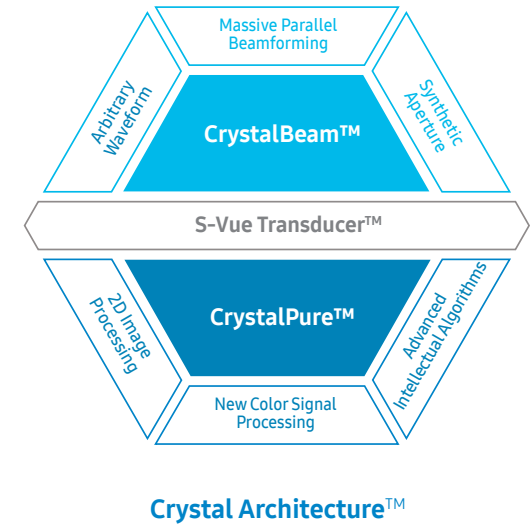 Massive Parallel
Beamforming
Arbitrary
Waveform
Synthetic
Aperture
CrystalBeam™
S-Vue Transducer™
CrystalPure™
2D Image
Processing
Advanced
Intellectual Algorithms
New Color Signal
Processing
Crystal Architecture™